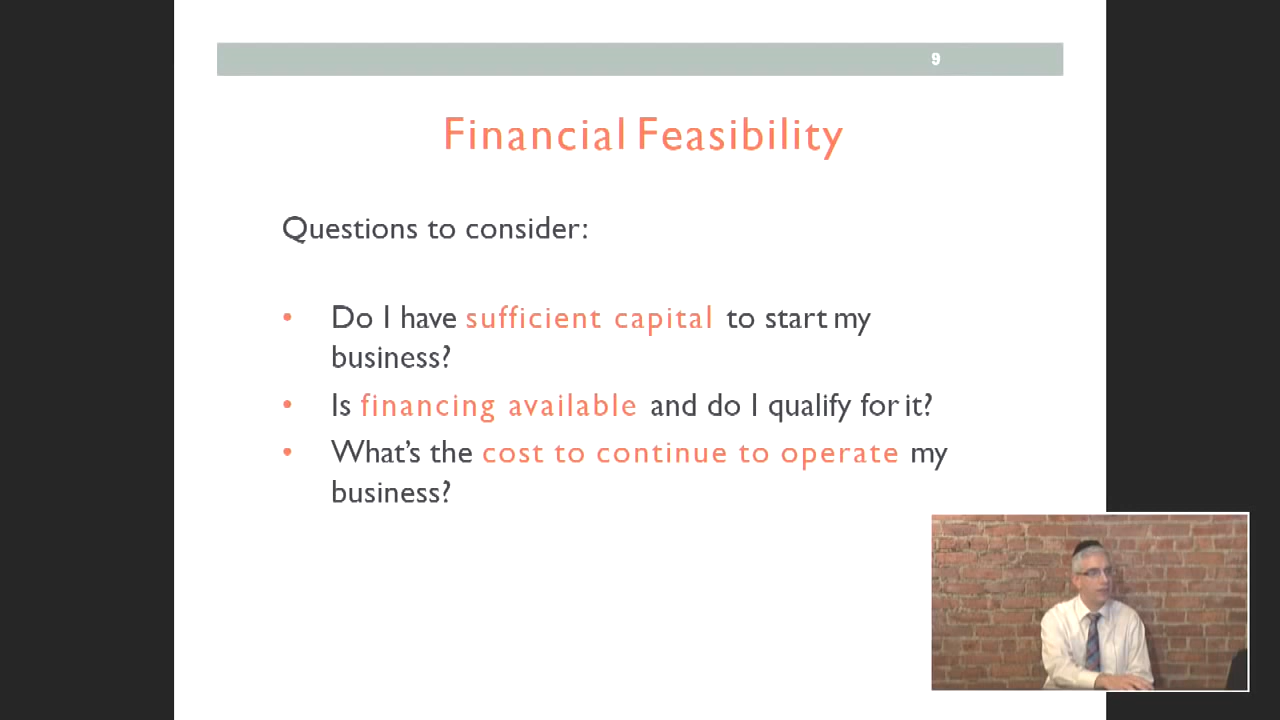 9
Financial Feasibility
Questions to consider:
• Do I have sufficient capital to start my
business?
• Is financing available and do I qualify for it?
• What's the cost to continue to operate my
business?